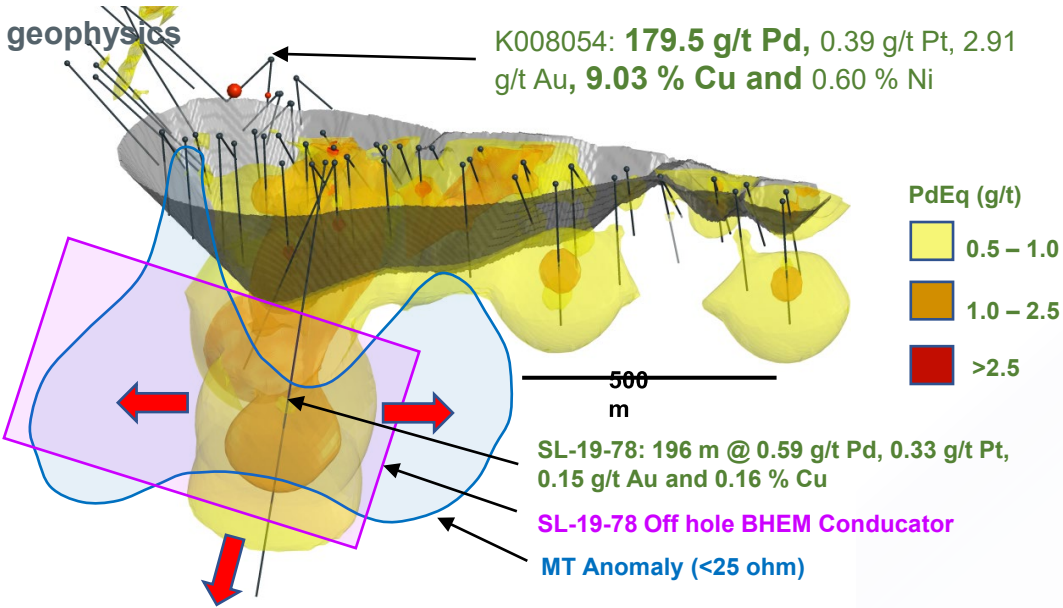 geophysics
K008054: 179.5 g/t Pd, 0.39 g/t Pt, 2.91
g/t Au, 9.03 % Cu and 0.60 % Ni
PdEq (g/t)
0.5 – 1.0
1.0 – 2.5
>2.5
500
m
SL-19-78: 196 m @ 0.59 g/t Pd, 0.33 g/t Pt,
0.15 g/t Au and 0.16 % Cu
SL-19-78 Off hole BHEM Conducator
MT Anomaly (<25 ohm)